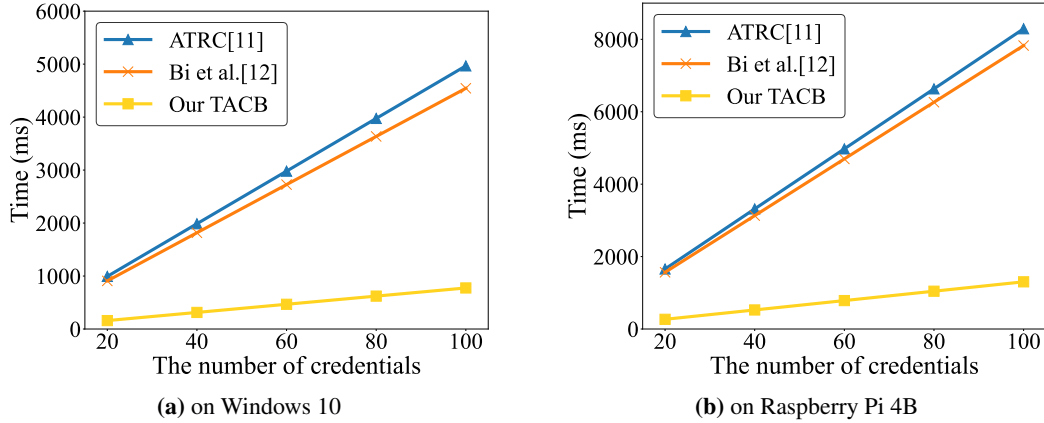 6000
5000
4000
3000
2000
1000
0
Time (ms)
ATRC[11]
Bi et al.[12]
Our TACB
20 40 60 80 100
The number of credentials
(a) on Windows 10
8000
6000
4000
2000
0
Time (ms)
ATRC[11]
Bi et al.[12]
Our TACB
20 40 60 80 100
The number of credentials
(b) on Raspberry Pi 4B